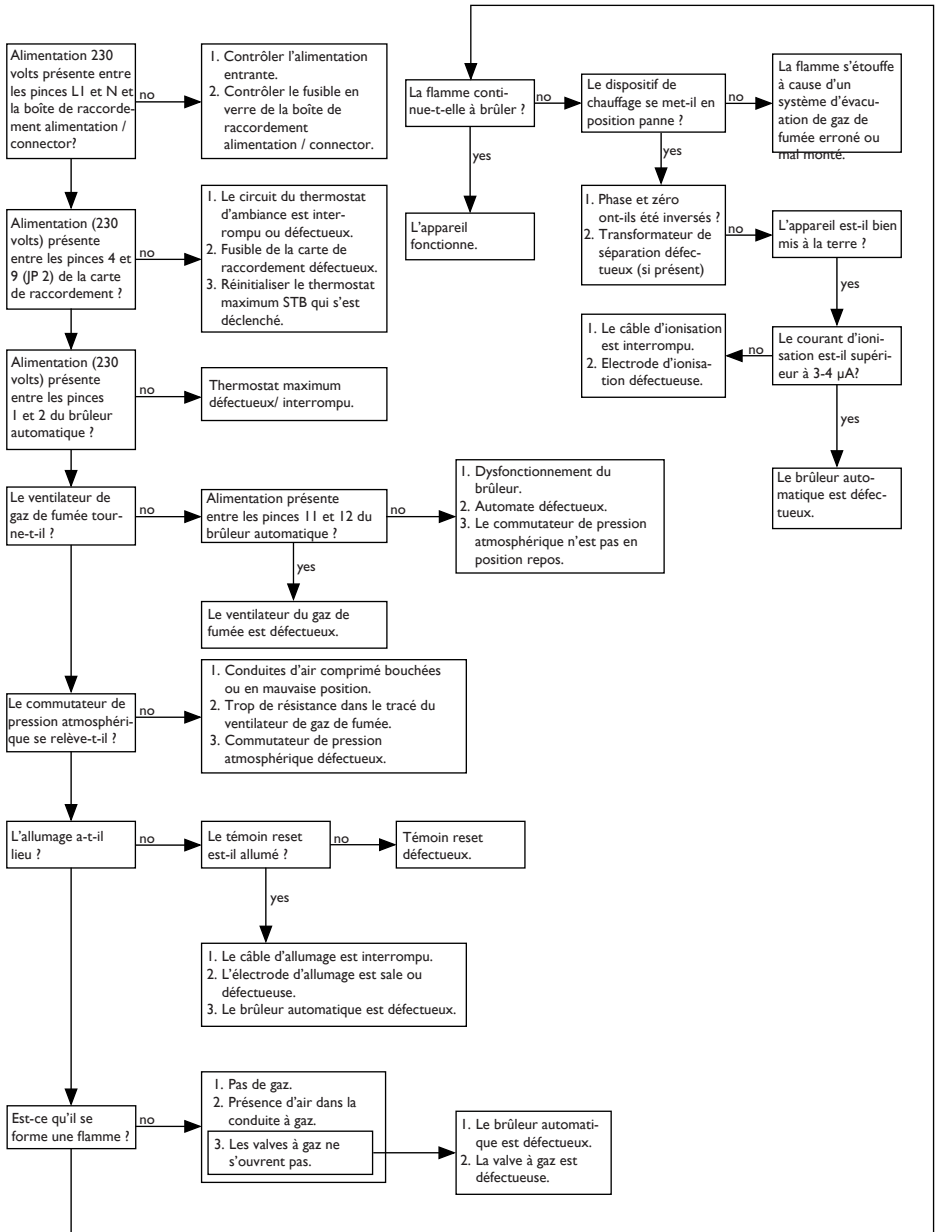 Alimentation 230
volts présente entre
les pinces L1 et N et
la boîte de raccorde-
ment alimentation /
connector?
no
1. Contrôler l'alimentation
entrante.
2. Contrôler le fusible en
verre de la boîte de
raccordement
alimentation / connector.
Alimentation (230
volts) présente
entre les pinces 4 et
9 (JP 2) de la carte
de raccordement ?
no
1. Le circuit du thermostat
d'ambiance est inter-
rompu ou défectueux.
2. Fusible de la carte de
raccordement défectueux.
3. Réinitialiser le thermostat
maximum STB qui s'est
déclenché.
Alimentation (230
volts) présente
entre les pinces
1 et 2 du brûleur
automatique ?
no
Thermostat maximum
défectueux/ interrompu.
Le ventilateur de
gaz de fumée tour-
ne-t-il ?
no
Alimentation présente
entre les pinces 11 et 12 du
brûleur automatique ?
no
1. Dysfonctionnement du
brûleur.
2. Automate défectueux.
3. Le commutateur de pression
atmosphérique n'est pas en
position repos.
yes
Le ventilateur du gaz de
fumée est défectueux.
Le commutateur de
pression atmosphéri-
que se relève-t-il ?
no
1. Conduites d'air comprimé bouchées
ou en mauvaise position.
2. Trop de résistance dans le tracé du
ventilateur de gaz de fumée.
3. Commutateur de pression
atmosphérique défectueux.
L'allumage a-t-il
lieu ?
no
Le témoin reset
est-il allumé ?
no
Témoin reset
défectueux.
yes
1. Le câble d'allumage est interrompu.
2. L'électrode d'allumage est sale ou
défectueuse.
3. Le brûleur automatique est défectueux.
Est-ce qu'il se
forme une flamme ?
no
1. Pas de gaz.
2. Présence d'air dans la
conduite à gaz.
3. Les valves à gaz ne
s'ouvrent pas.
1. Le brûleur automati-
que est défectueux.
2. La valve à gaz est
défectueuse.
La flamme conti-
nue-t-elle à brûler ?
no
Le dispositif de
chauffage se met-il en
position panne ?
no
La flamme s'étouffe
à cause d'un
système d'évacu-
ation de gaz de
fumée erroné ou
mal monté.
yes
L'appareil
fonctionne.
yes
1. Phase et zéro
ont-ils été inversés ?
2. Transformateur de
séparation défec-
tueux (si présent)
no
L'appareil est-il bien
mis à la terre ?
yes
Le courant d'ioni-
sation est-il supéri-
eur à 3-4 µA?
no
1. Le câble d'ionisation
est interrompu.
2. Electrode d'ionis-
ation défectueuse.
yes
Le brûleur auto-
matique est défec-
tueux.